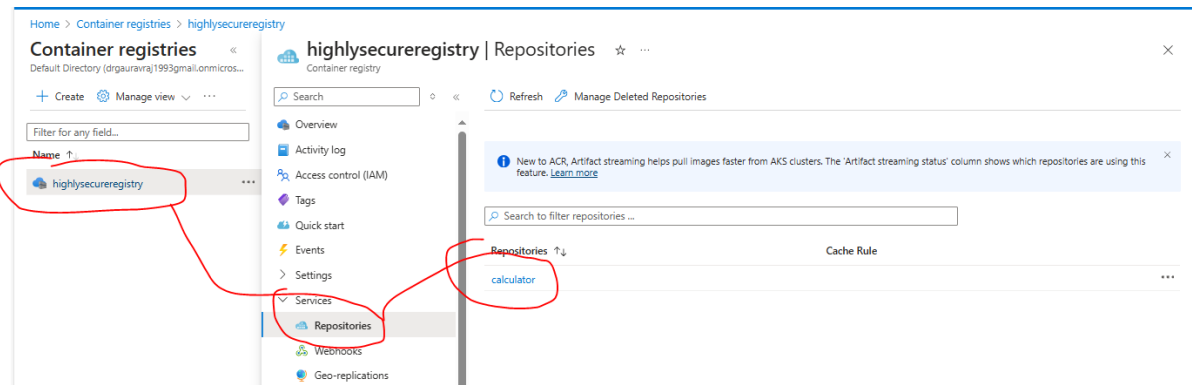 Home > Container registries > highlysecureregistry
Container registries «
Default Directory (drgauravraj1993gmail.onmicros...
+ Create Manage view ···
Filter for any field...
Name ↑↓
highlysecureregistry ···
highlysecureregistry | Repositories ☆ ···
Container registry
Search «
Overview
Activity log
Access control (IAM)
Tags
Quick start
Events
Settings
Services
Repositories
Webhooks
Geo-replications
Refresh Manage Deleted Repositories
New to ACR, Artifact streaming helps pull images faster from AKS clusters. The 'Artifact streaming status' column shows which repositories are using this
feature. Learn more
Search to filter repositories ...
Repositories ↑↓ Cache Rule
calculator ···